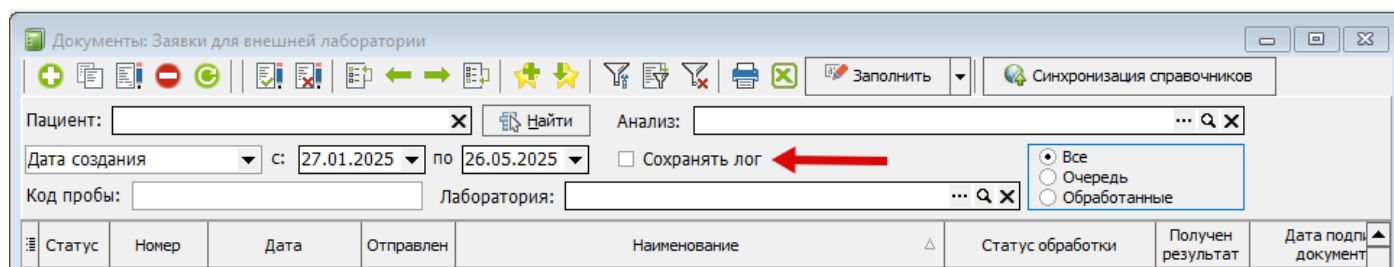 Документы: Заявки для внешней лаборатории
Заполнить Синхронизация справочников
Пациент: Найти Анализ:
Дата создания с: 27.01.2025 по 26.05.2025 Сохранять лог Все
Очередь
Код пробы: Лаборатория: Обработанные
Статус Номер Дата Отправлен Наименование Статус обработки Получен результат Дата подпи документ